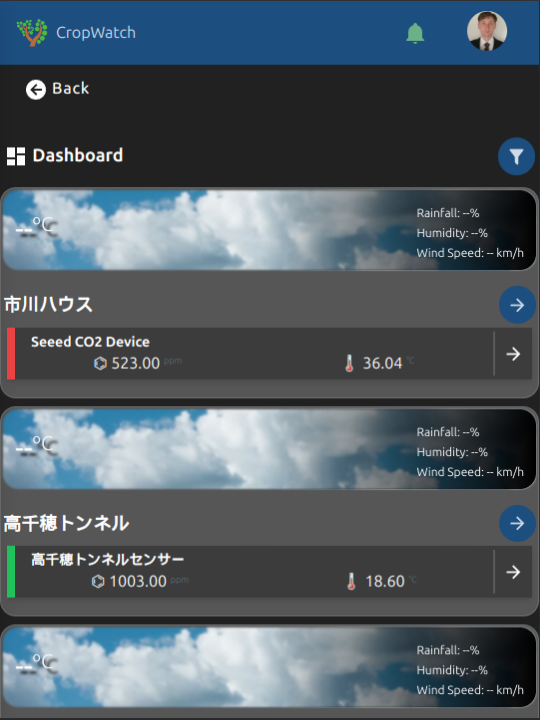 CropWatch
Back
Dashboard
--°C
Rainfall: --%
Humidity: --%
Wind Speed: -- km/h
市川ハウス
Seeed CO2 Device
523.00 ppm 36.04 °C
--°C
Rainfall: --%
Humidity: --%
Wind Speed: -- km/h
高千穂トンネル
高千穂トンネルセンサー
1003.00 ppm 18.60 °C
--°C
Rainfall: --%
Humidity: --%
Wind Speed: -- km/h